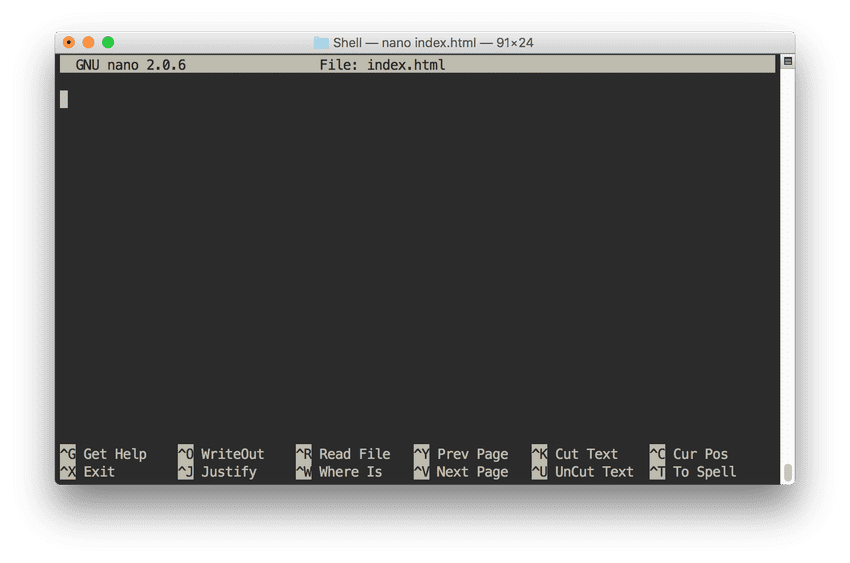 Shell — nano index.html — 91×24
GNU nano 2.0.6 File: index.html
^G Get Help ^O WriteOut ^R Read File ^Y Prev Page ^K Cut Text ^C Cur Pos
^X Exit ^J Justify ^W Where Is ^V Next Page ^U UnCut Text ^T To Spell